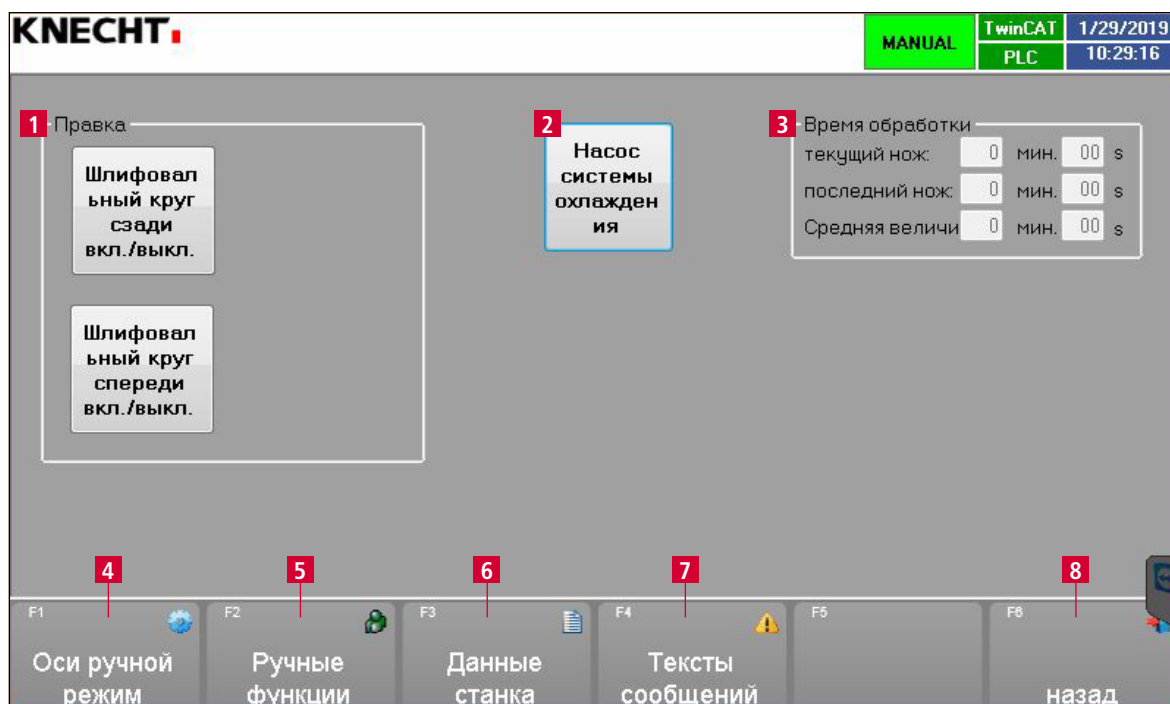 KNECHT
MANUAL
TwinCAT
PLC
1/29/2019
10:29:16
1 Правка
Шлифовал
ьный круг
сзади
вкл./выкл.
Шлифовал
ьный круг
спереди
вкл./выкл.
2
Насос
системы
охлажден
ия
3 Время обработки
текущий нож: 0 мин. 00 s
последний нож: 0 мин. 00 s
Средняя величи 0 мин. 00 s
4
5
6
7
8
F1
Оси ручной
режим
F2
Ручные
функции
F3
Данные
станка
F4
Тексты
сообщений
F5
F6
назад